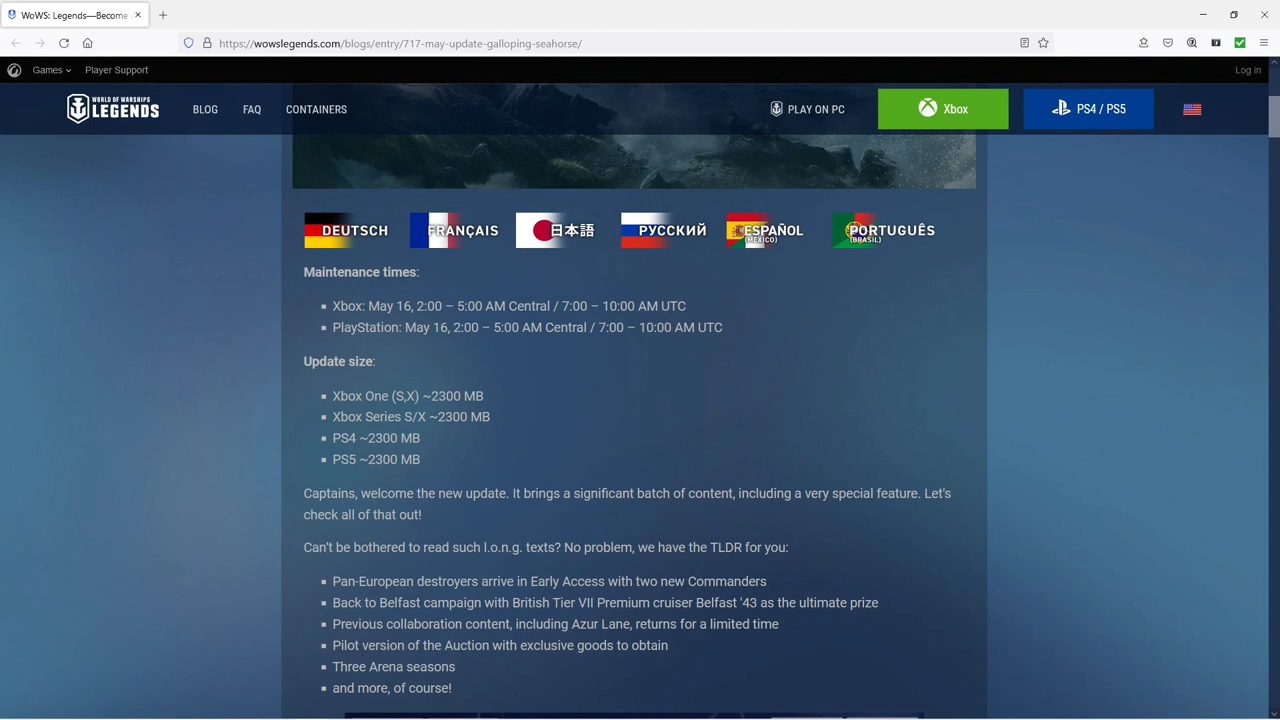 WoWS: Legends—Become
https://wowslegends.com/blogs/entry/717-may-update-galloping-seahorse/
Games
Player Support
Log in
WORLD OF WARSHIPS
LEGENDS
BLOG
FAQ
CONTAINERS
PLAY ON PC
Xbox
PS4 / PS5
DEUTSCH
FRANÇAIS
日本語
РУССКИЙ
ESPAÑOL
(MÉXICO)
PORTUGUÊS
(BRASIL)
Maintenance times:
Xbox: May 16, 2:00 – 5:00 AM Central / 7:00 – 10:00 AM UTC
PlayStation: May 16, 2:00 – 5:00 AM Central / 7:00 – 10:00 AM UTC
Update size:
Xbox One (S,X) ~2300 MB
Xbox Series S/X ~2300 MB
PS4 ~2300 MB
PS5 ~2300 MB
Captains, welcome the new update. It brings a significant batch of content, including a very special feature. Let's
check all of that out!
Can't be bothered to read such l.o.n.g. texts? No problem, we have the TLDR for you:
Pan-European destroyers arrive in Early Access with two new Commanders
Back to Belfast campaign with British Tier VII Premium cruiser Belfast '43 as the ultimate prize
Previous collaboration content, including Azur Lane, returns for a limited time
Pilot version of the Auction with exclusive goods to obtain
Three Arena seasons
and more, of course!